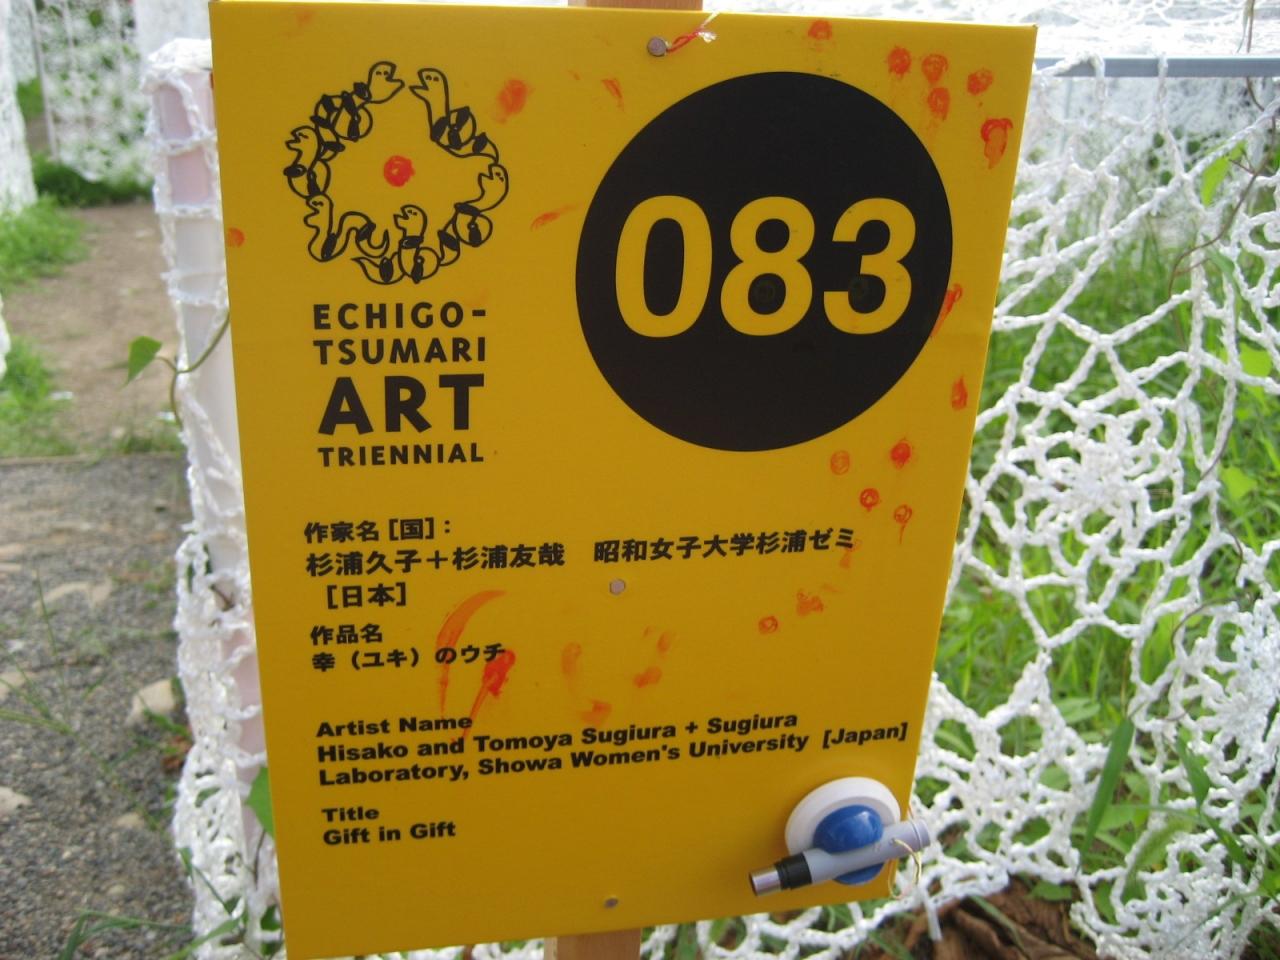 083
ECHIGO-
TSUMARI
ART
TRIENNIAL
作家名 [国]：
杉浦久子＋杉浦友哉　昭和女子大学杉浦ゼミ
[日本]
作品名
幸（ユキ）のウチ
Artist Name
Hisako and Tomoya Sugiura + Sugiura
Laboratory, Showa Women's University [Japan]
Title
Gift in Gift